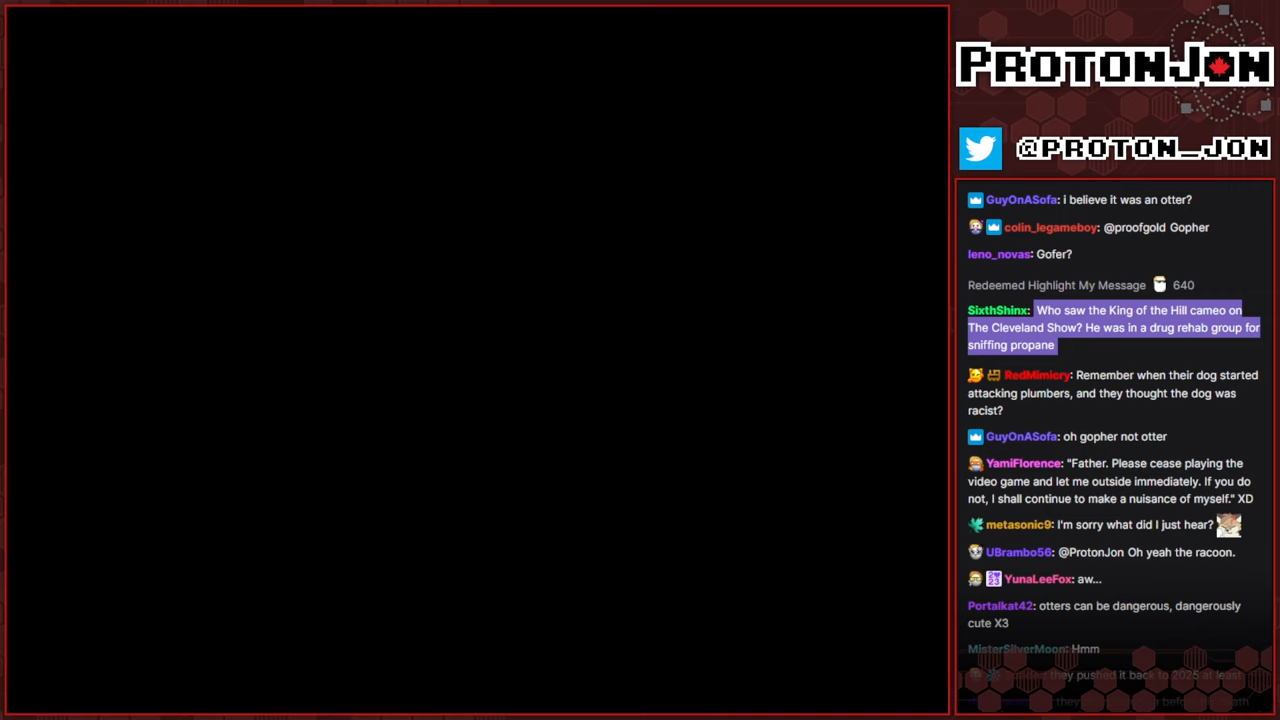 PROTONJON
@PROTON_JON
GuyOnASofa: i believe it was an otter?
colin_legameboy: @proofgold Gopher
leno_novas: Gofer?
Redeemed Highlight My Message 640
SixthShinx: Who saw the King of the Hill cameo on
The Cleveland Show? He was in a drug rehab group for
sniffing propane
RedMimicry: Remember when their dog started
attacking plumbers, and they thought the dog was
racist?
GuyOnASofa: oh gopher not otter
YamiFlorence: "Father. Please cease playing the
video game and let me outside immediately. If you do
not, I shall continue to make a nuisance of myself." XD
metasonic9: I'm sorry what did I just hear?
UBrambo56: @ProtonJon Oh yeah the racoon.
YunaLeeFox: aw...
Portalkat42: otters can be dangerous, dangerously
cute X3
MisterSilverMoon: Hmm
they pushed it back to 2025 at least